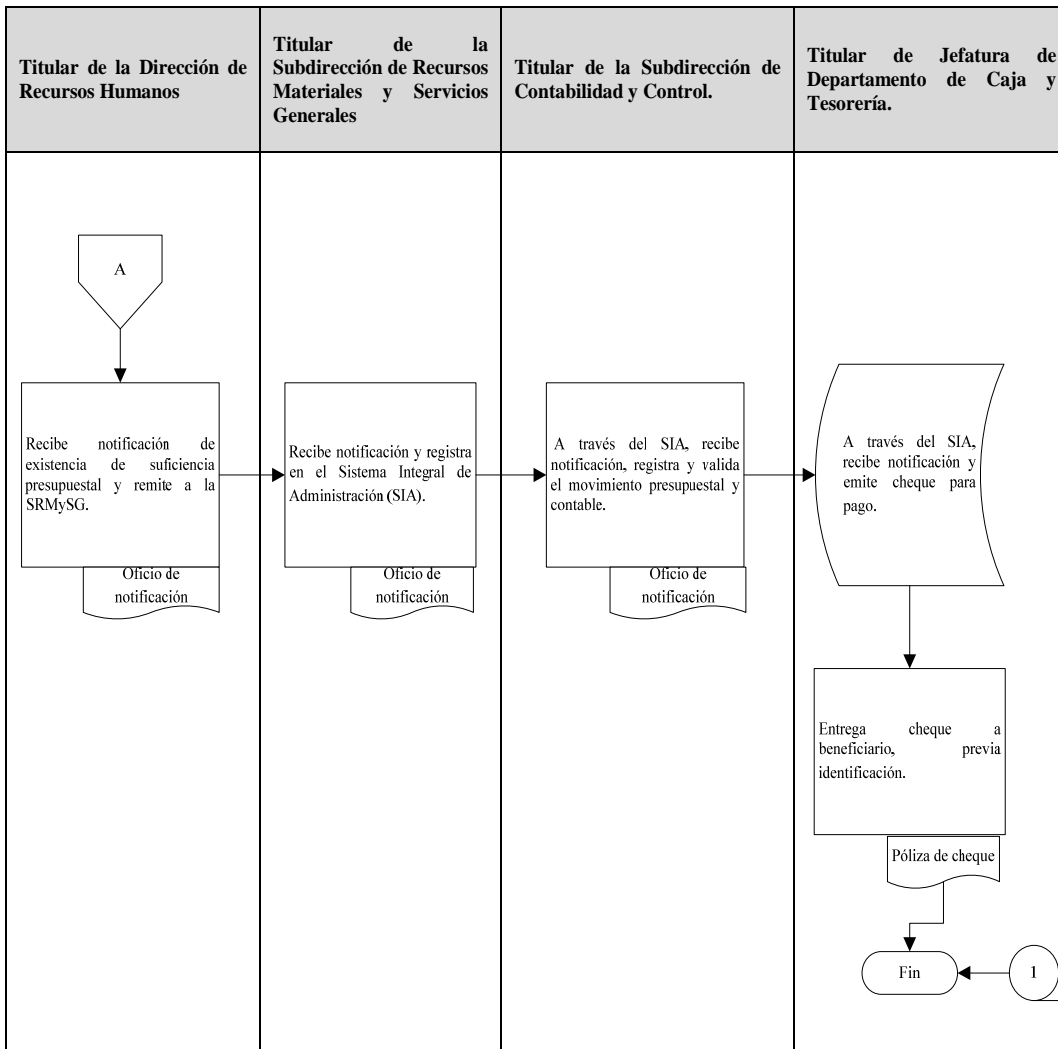 Titular de la Dirección de
Recursos Humanos
Titular de la
Subdirección de Recursos
Materiales y Servicios
Generales
Titular de la Subdirección de
Contabilidad y Control.
Titular de Jefatura de
Departamento de Caja y
Tesorería.
A
Recibe notificación de
existencia de suficiencia
presupuestal y remite a la
SRMySG.
Oficio de
notificación
Recibe notificación y registra
en el Sistema Integral de
Administración (SIA).
Oficio de
notificación
A través del SIA, recibe
notificación, registra y valida
el movimiento presupuestal y
contable.
Oficio de
notificación
A través del SIA,
recibe notificación y
emite cheque para
pago.
Entrega cheque a
beneficiario, previa
identificación.
Póliza de cheque
Fin
1